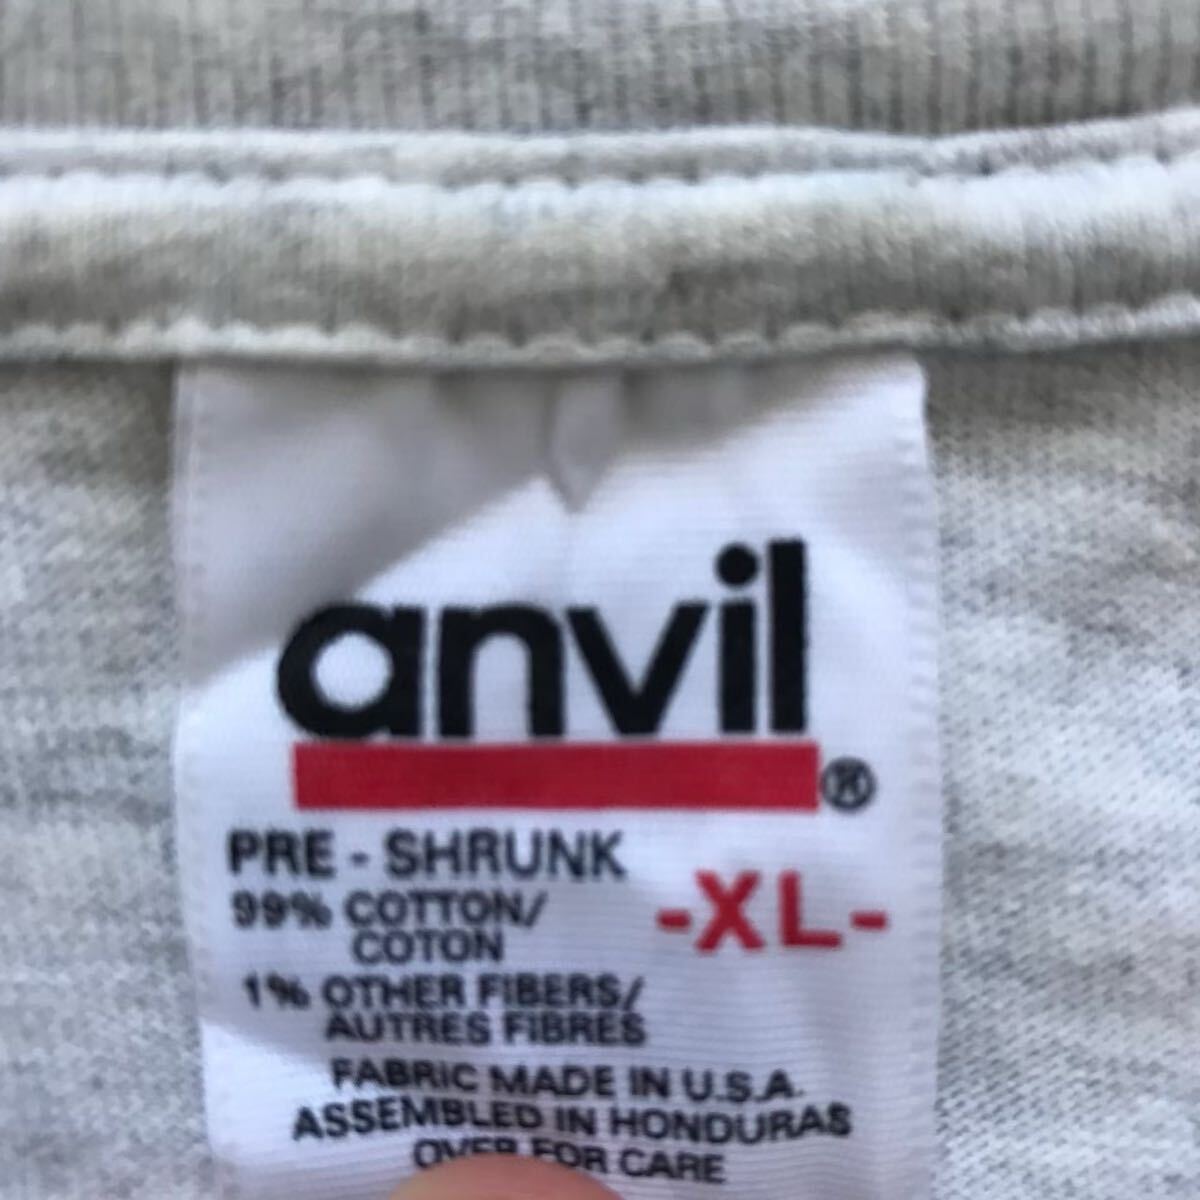 anvil®
PRE - SHRUNK
99% COTTON/
COTON
-XL-
1% OTHER FIBERS/
AUTRES FIBRES
FABRIC MADE IN U.S.A.
ASSEMBLED IN HONDURAS
OVER FOR CARE